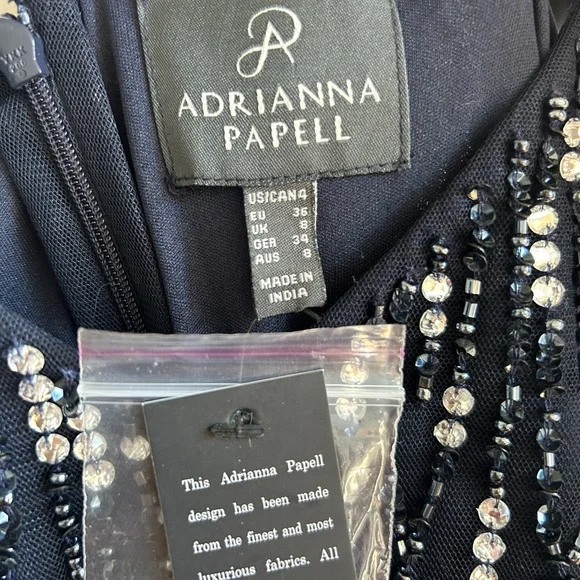 YKK
ADRIANNA
PAPELL
US/CAN 4
EU 36
UK 8
GER 34
AUS 8
MADE IN
INDIA
This Adrianna Papell
design has been made
from the finest and most
luxurious fabrics. All